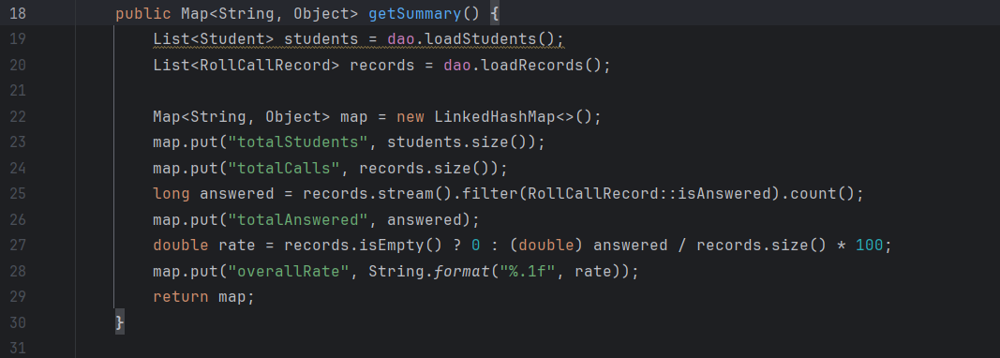 18 public Map<String, Object> getSummary() {
19 List<Student> students = dao.loadStudents();
20 List<RollCallRecord> records = dao.loadRecords();
21
22 Map<String, Object> map = new LinkedHashMap<>();
23 map.put("totalStudents", students.size());
24 map.put("totalCalls", records.size());
25 long answered = records.stream().filter(RollCallRecord::isAnswered).count();
26 map.put("totalAnswered", answered);
27 double rate = records.isEmpty() ? 0 : (double) answered / records.size() * 100;
28 map.put("overallRate", String.format("%.1f", rate));
29 return map;
30 }
31